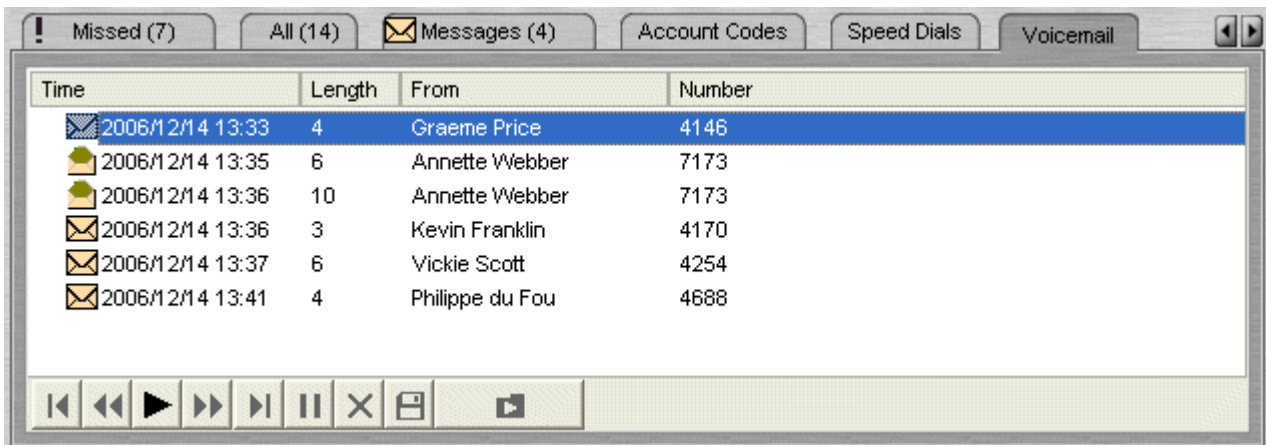 Missed (7) All (14) Messages (4) Account Codes Speed Dials Voicemail
Time Length From Number
2006/12/14 13:33 4 Graeme Price 4146
2006/12/14 13:35 6 Annette Webber 7173
2006/12/14 13:36 10 Annette Webber 7173
2006/12/14 13:36 3 Kevin Franklin 4170
2006/12/14 13:37 6 Vickie Scott 4254
2006/12/14 13:41 4 Philippe du Fou 4688